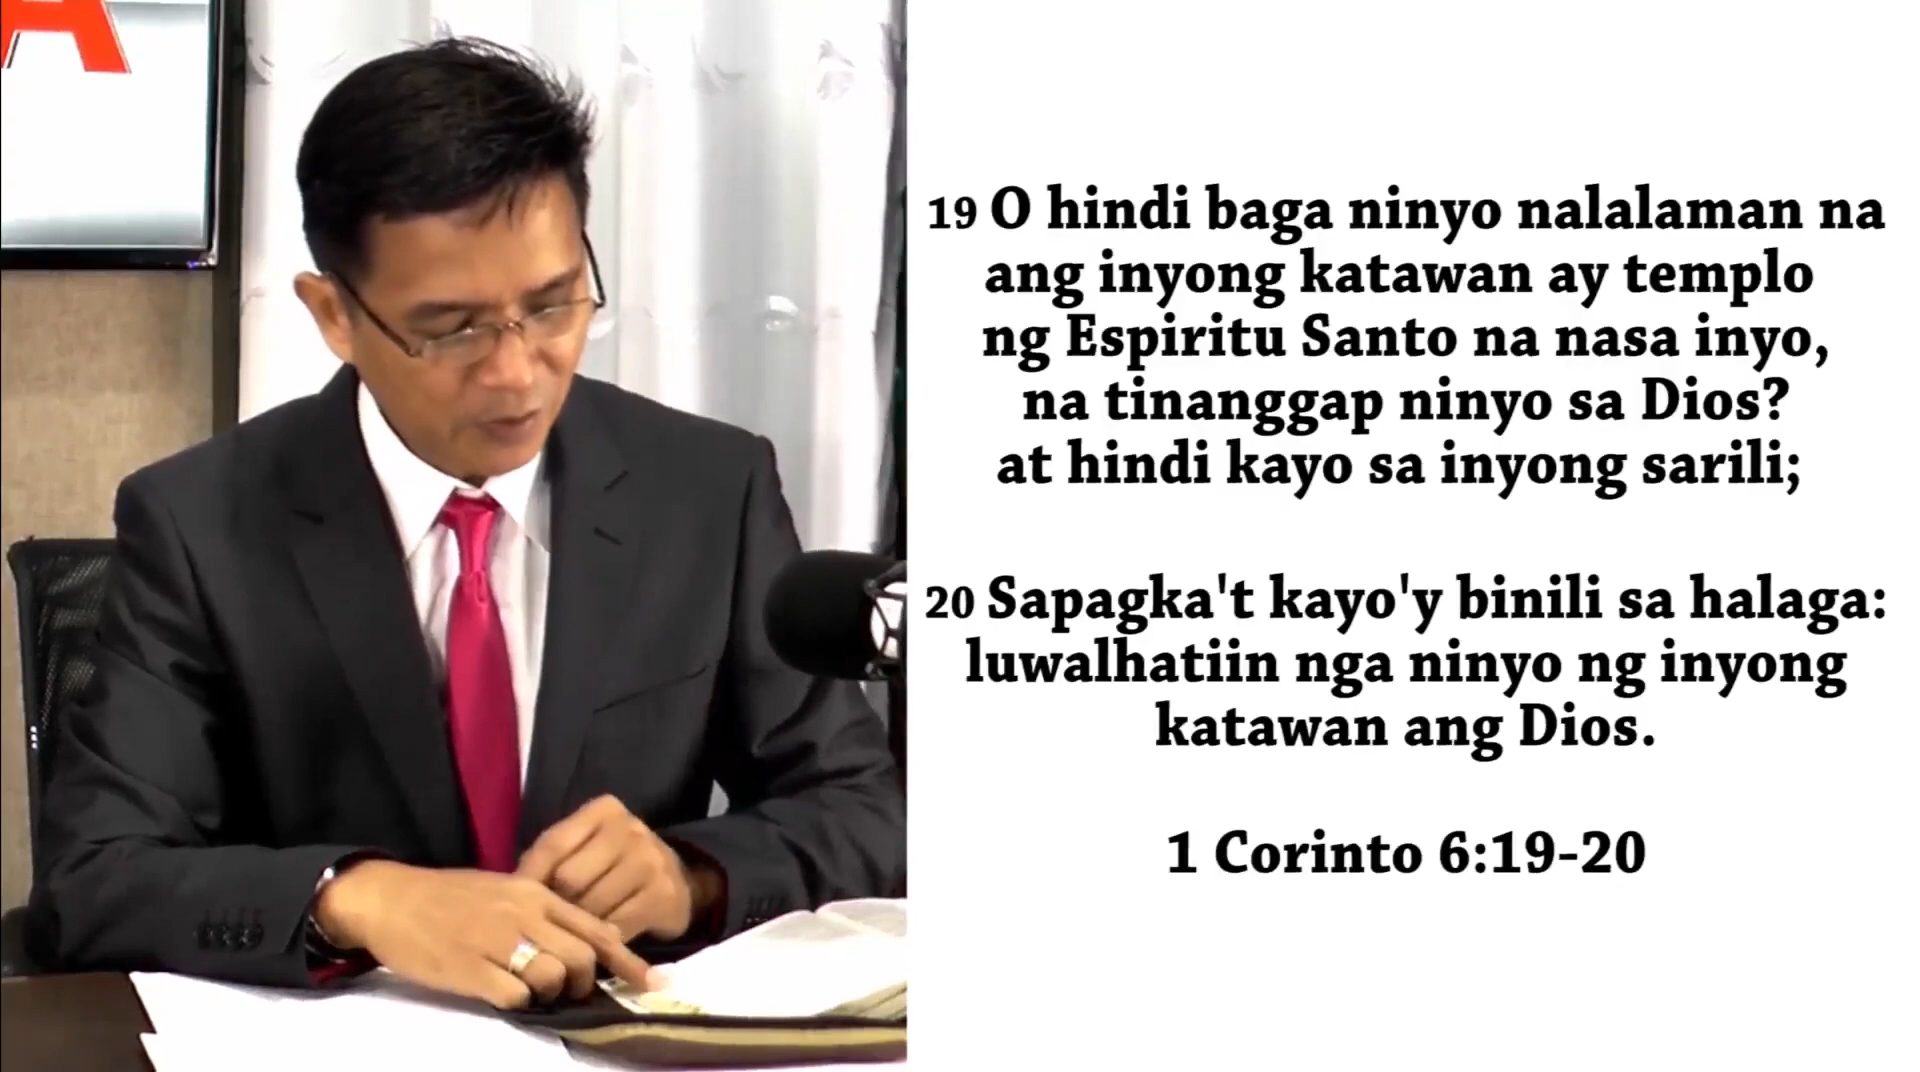 A
19 O hindi baga ninyo nalalaman na
ang inyong katawan ay templo
ng Espiritu Santo na nasa inyo,
na tinanggap ninyo sa Dios?
at hindi kayo sa inyong sarili;
20 Sapagka't kayo'y binili sa halaga:
luwalhatiin nga ninyo ng inyong
katawan ang Dios.
1 Corinto 6:19-20